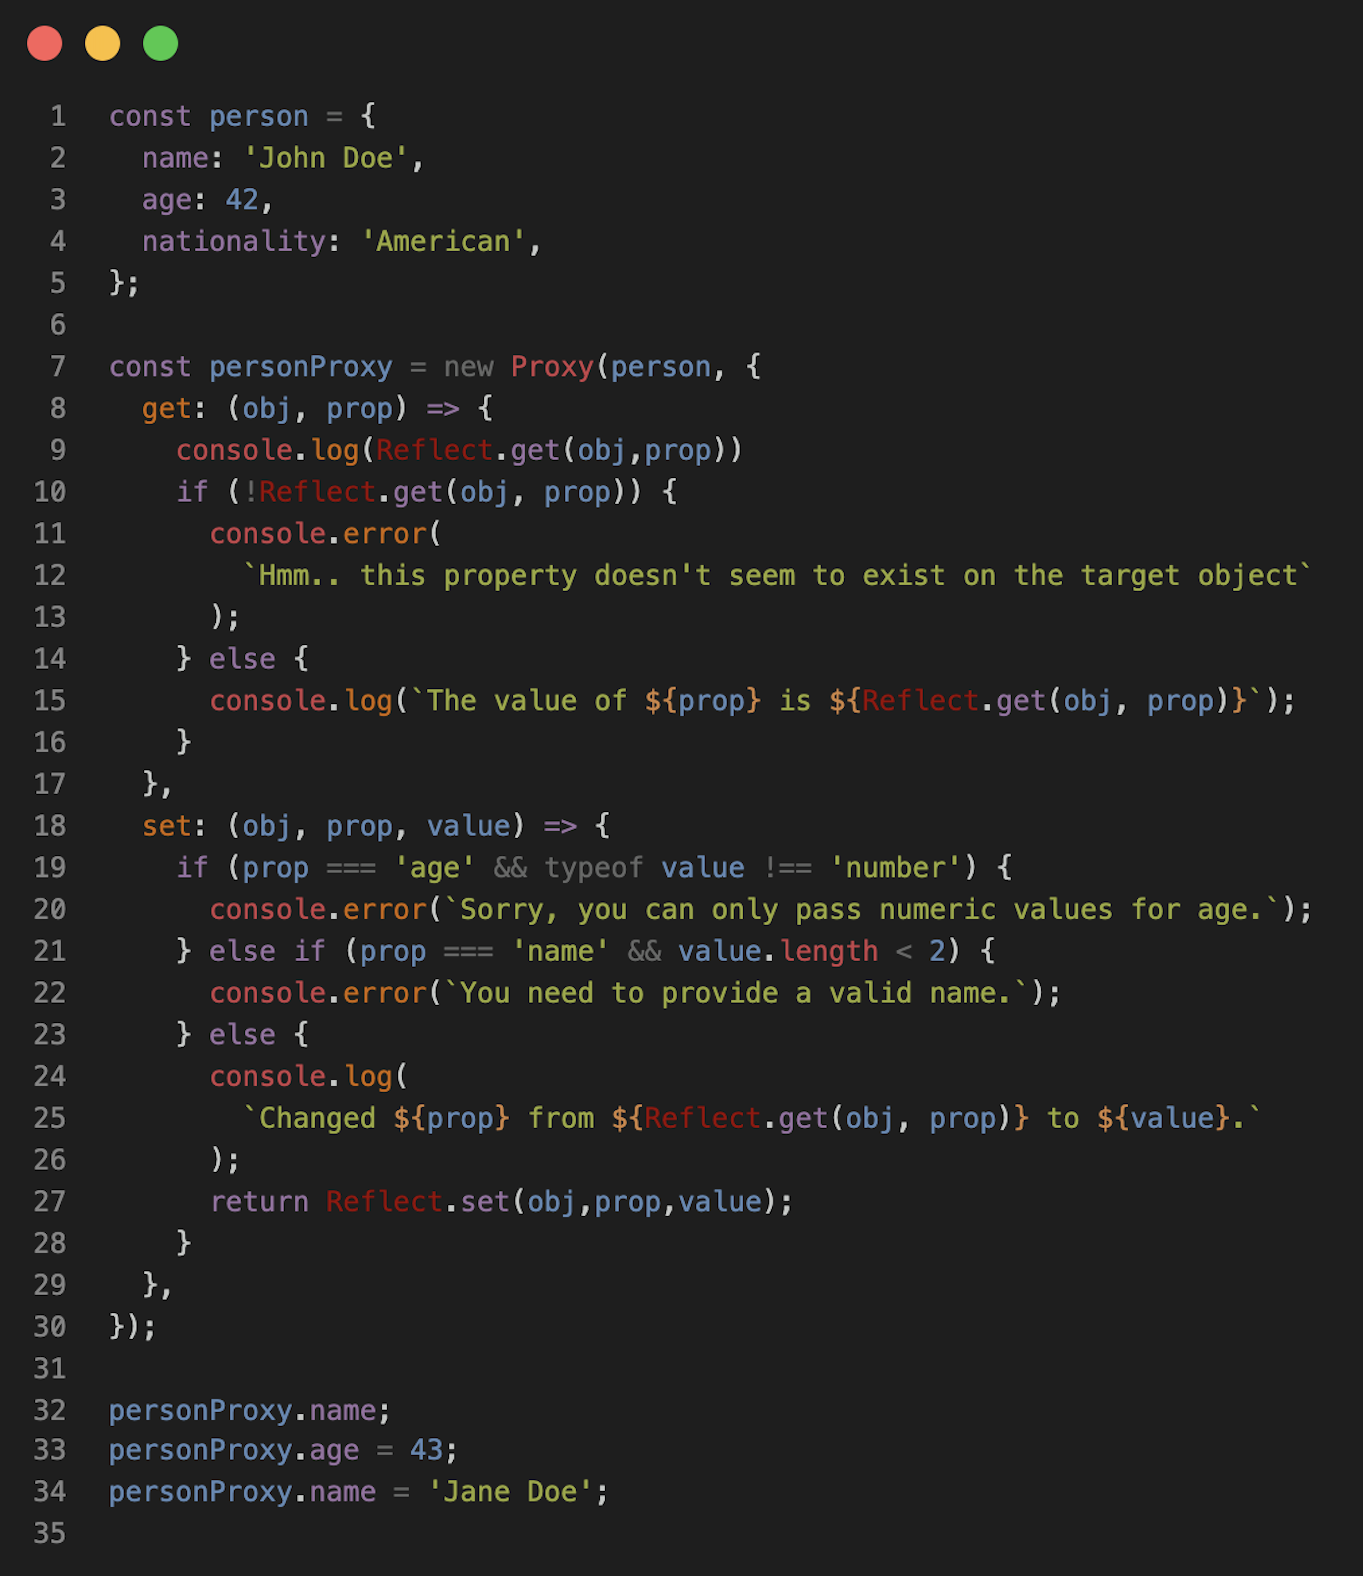 1 const person = {
2   name: 'John Doe',
3   age: 42,
4   nationality: 'American',
5 };
6
7 const personProxy = new Proxy(person, {
8   get: (obj, prop) => {
9     console.log(Reflect.get(obj,prop))
10     if (!Reflect.get(obj, prop)) {
11       console.error(
12         `Hmm.. this property doesn't seem to exist on the target object`
13       );
14     } else {
15       console.log(`The value of ${prop} is ${Reflect.get(obj, prop)}`);
16     }
17   },
18   set: (obj, prop, value) => {
19     if (prop === 'age' && typeof value !== 'number') {
20       console.error(`Sorry, you can only pass numeric values for age.`);
21     } else if (prop === 'name' && value.length < 2) {
22       console.error(`You need to provide a valid name.`);
23     } else {
24       console.log(
25         `Changed ${prop} from ${Reflect.get(obj, prop)} to ${value}.`
26       );
27       return Reflect.set(obj,prop,value);
28     }
29   },
30 });
31
32 personProxy.name;
33 personProxy.age = 43;
34 personProxy.name = 'Jane Doe';
35